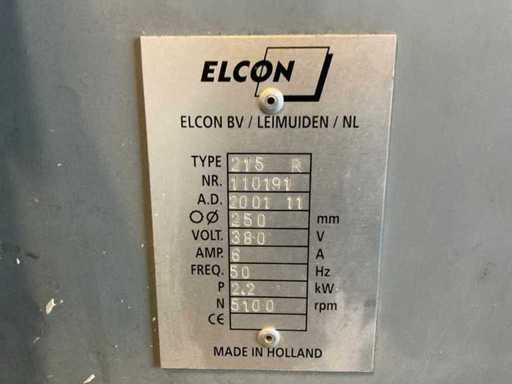 ELCON
ELCON BV / LEIMUIDEN / NL
TYPE 215 R
NR. 110191
A.D. 2001 11
○Ø 250 mm
VOLT. 380 V
AMP. 6 A
FREQ. 50 Hz
P 2.2 kW
N 5100 rpm
CE
MADE IN HOLLAND